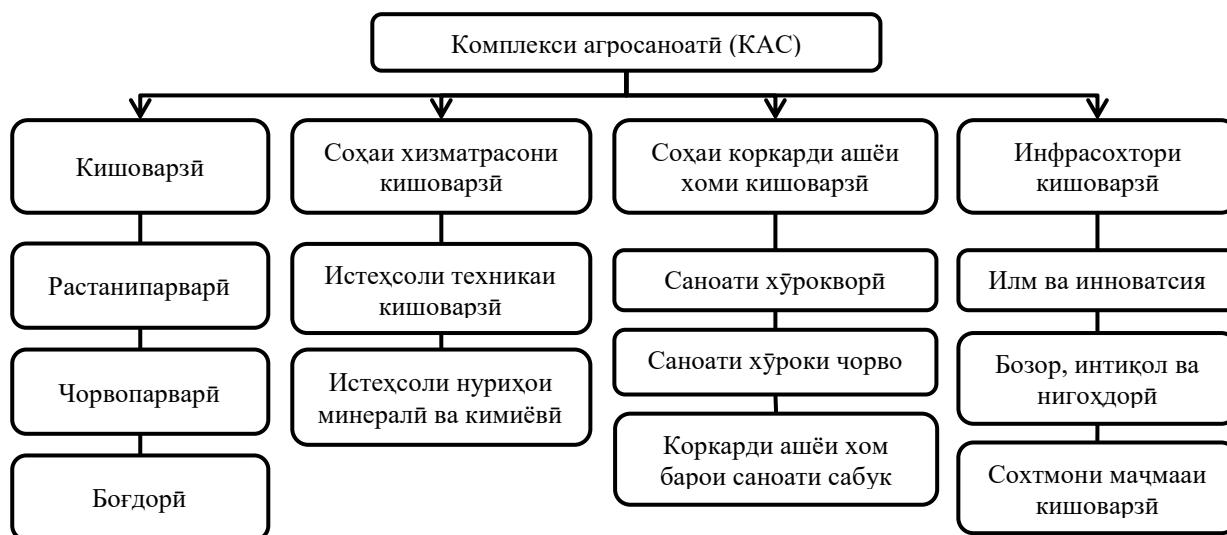 Комплекси агросаноатӣ (КАС)
Кишоварзӣ
Растанипарварӣ
Чорвопарварӣ
Боғдорӣ
Соҳаи хизматрасони
кишоварзӣ
Истеҳсоли техникаи
кишоварзӣ
Истеҳсоли нуриҳои
минералӣ ва кимиёвӣ
Соҳаи коркарди ашёи
хоми кишоварзӣ
Саноати хӯрокворӣ
Саноати хӯроки чорво
Коркарди ашёи хом
барои саноати сабук
Инфрасохтори
кишоварзӣ
Илм ва инноватсия
Бозор, интиқол ва
нигоҳдорӣ
Сохтмони маҷмааи
кишоварзӣ